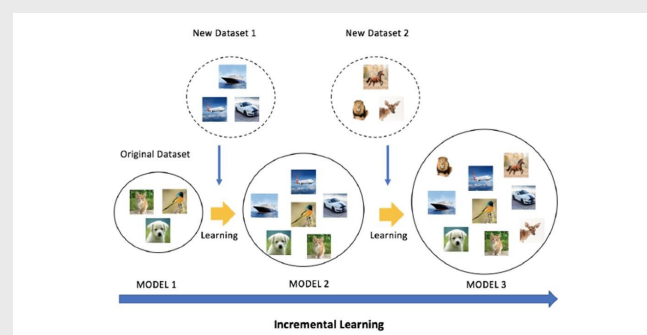 New Dataset 1
New Dataset 2
Original Dataset
Learning
Learning
MODEL 1
MODEL 2
MODEL 3
Incremental Learning